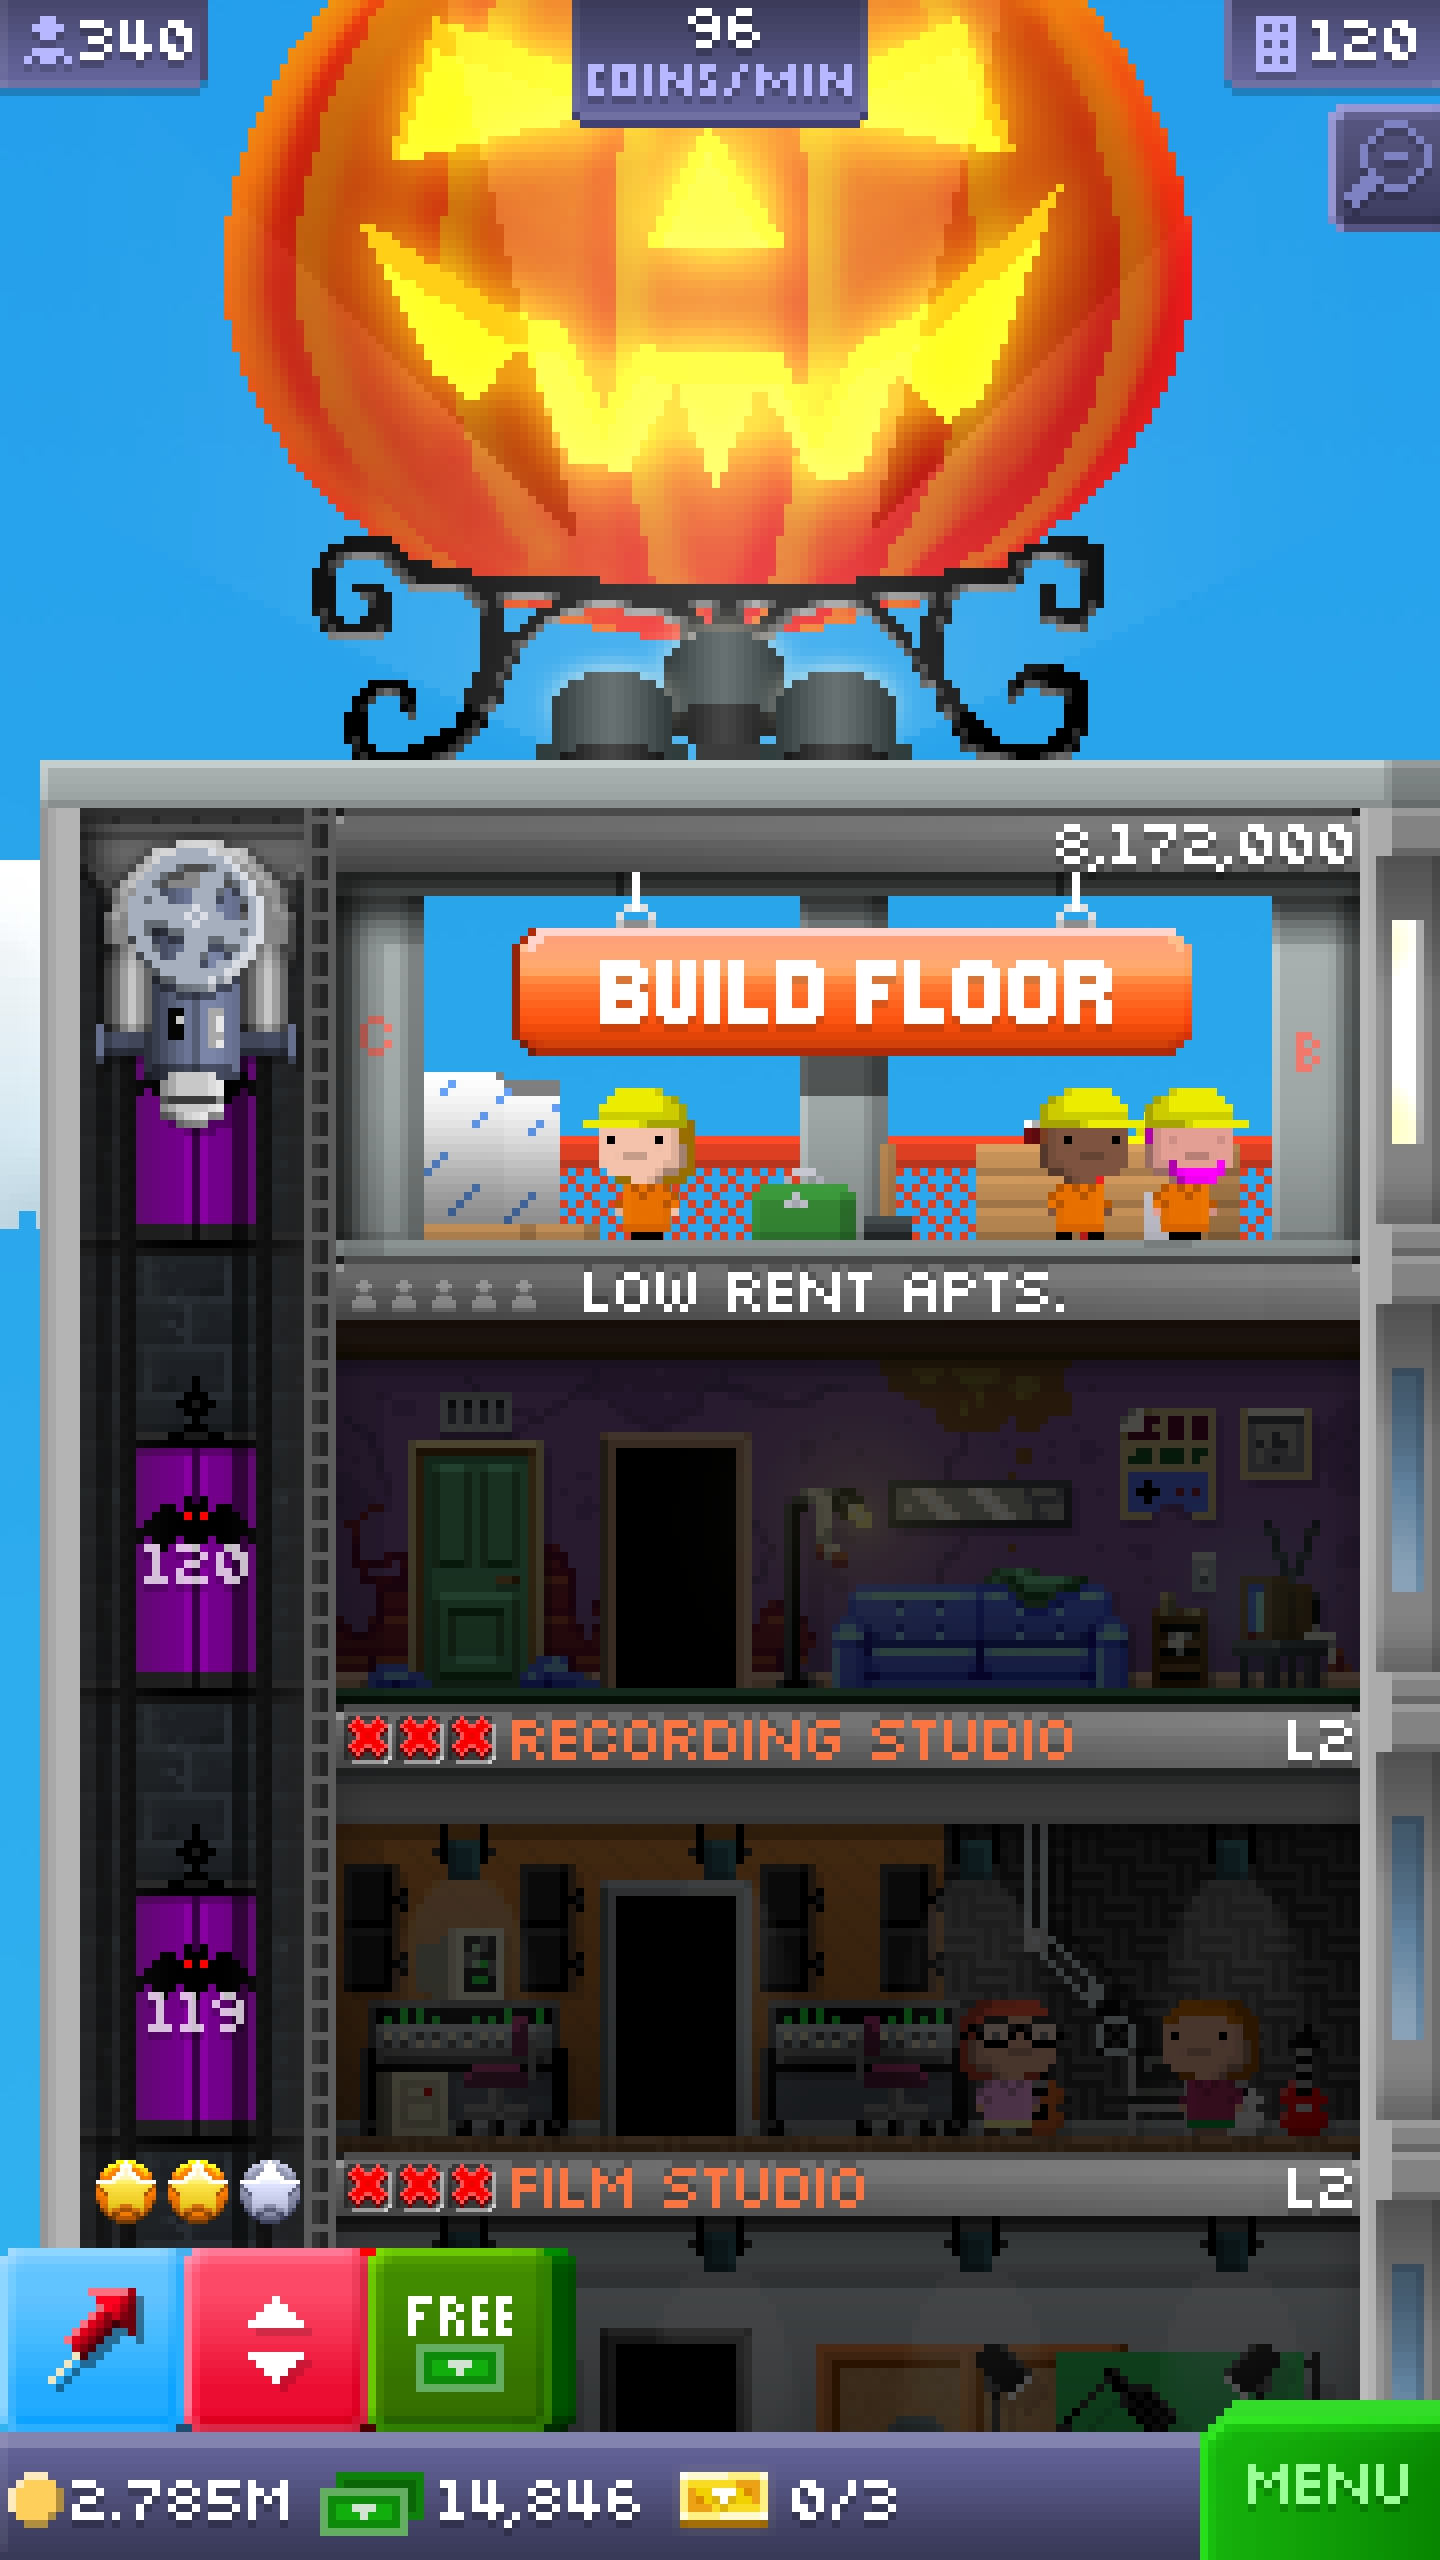 340
96
COINS/MIN
120
8,172,000
BUILD FLOOR
C
B
LOW RENT APTS.
120
RECORDING STUDIO L2
119
FILM STUDIO L2
FREE
2.785M 14,846 0/3
MENU